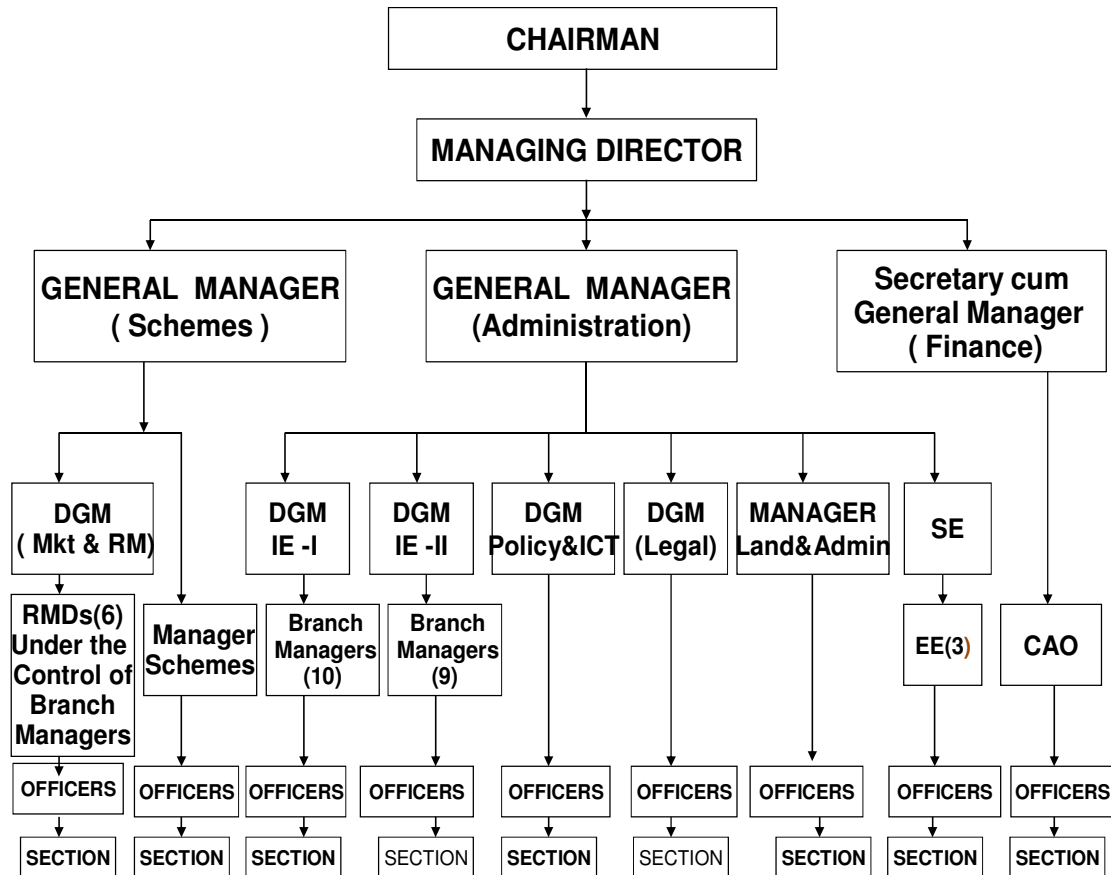 CHAIRMAN
MANAGING DIRECTOR
GENERAL MANAGER
( Schemes )
GENERAL MANAGER
(Administration)
Secretary cum
General Manager
( Finance)
DGM
( Mkt & RM)
DGM
IE -I
DGM
IE -II
DGM
Policy&ICT
DGM
(Legal)
MANAGER
Land&Admin
SE
RMDs(6)
Under the
Control of
Branch
Managers
Manager
Schemes
Branch
Managers
(10)
Branch
Managers
(9)
EE(3)
CAO
OFFICERS
OFFICERS
OFFICERS
OFFICERS
OFFICERS
OFFICERS
OFFICERS
OFFICERS
OFFICERS
SECTION
SECTION
SECTION
SECTION
SECTION
SECTION
SECTION
SECTION
SECTION